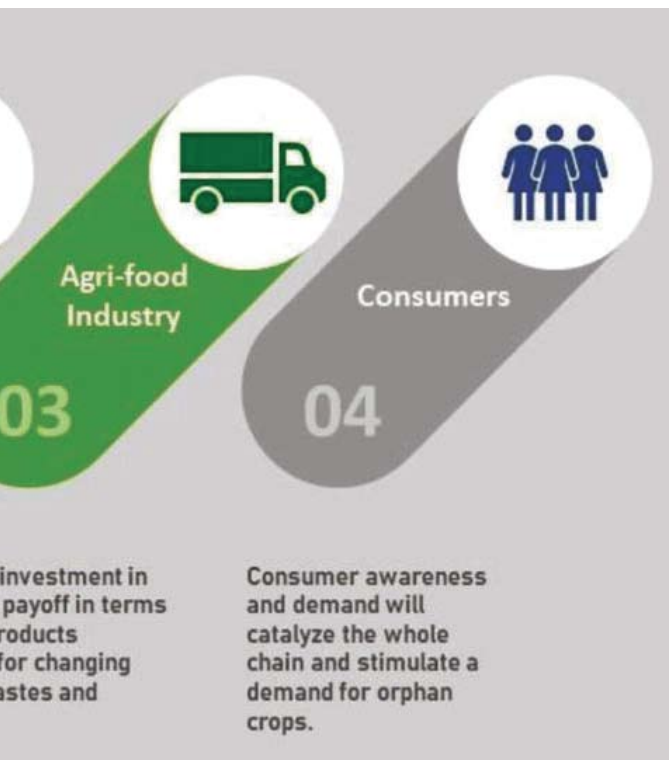 Agri-food
Industry
03
Consumers
04
investment in
payoff in terms
roducts
for changing
astes and
Consumer awareness
and demand will
catalyze the whole
chain and stimulate a
demand for orphan
crops.